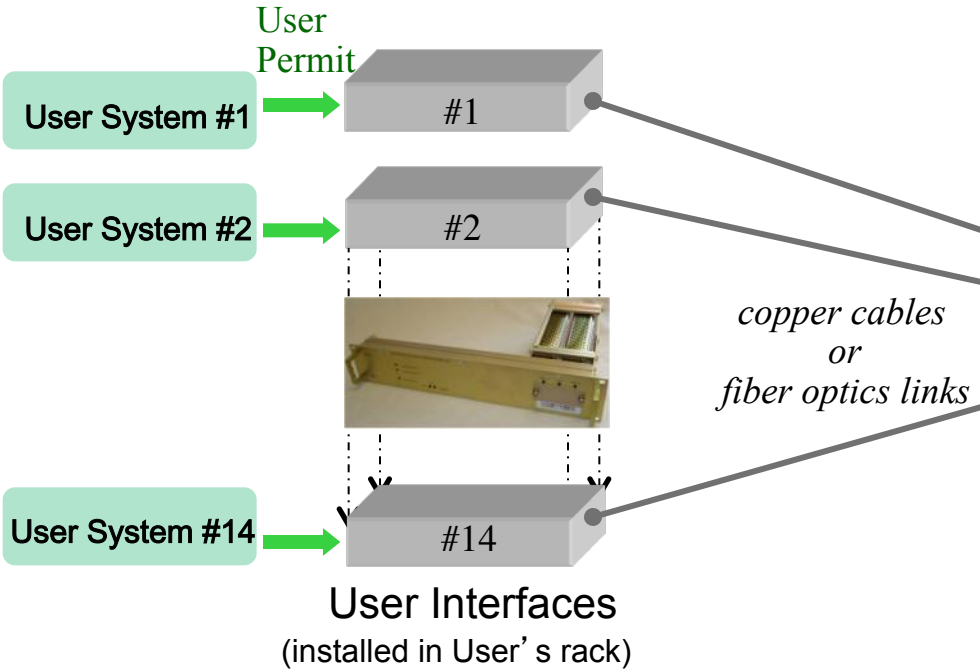 User
Permit
User System #1
#1
User System #2
#2
copper cables
or
fiber optics links
User System #14
#14
User Interfaces
(installed in User’s rack)